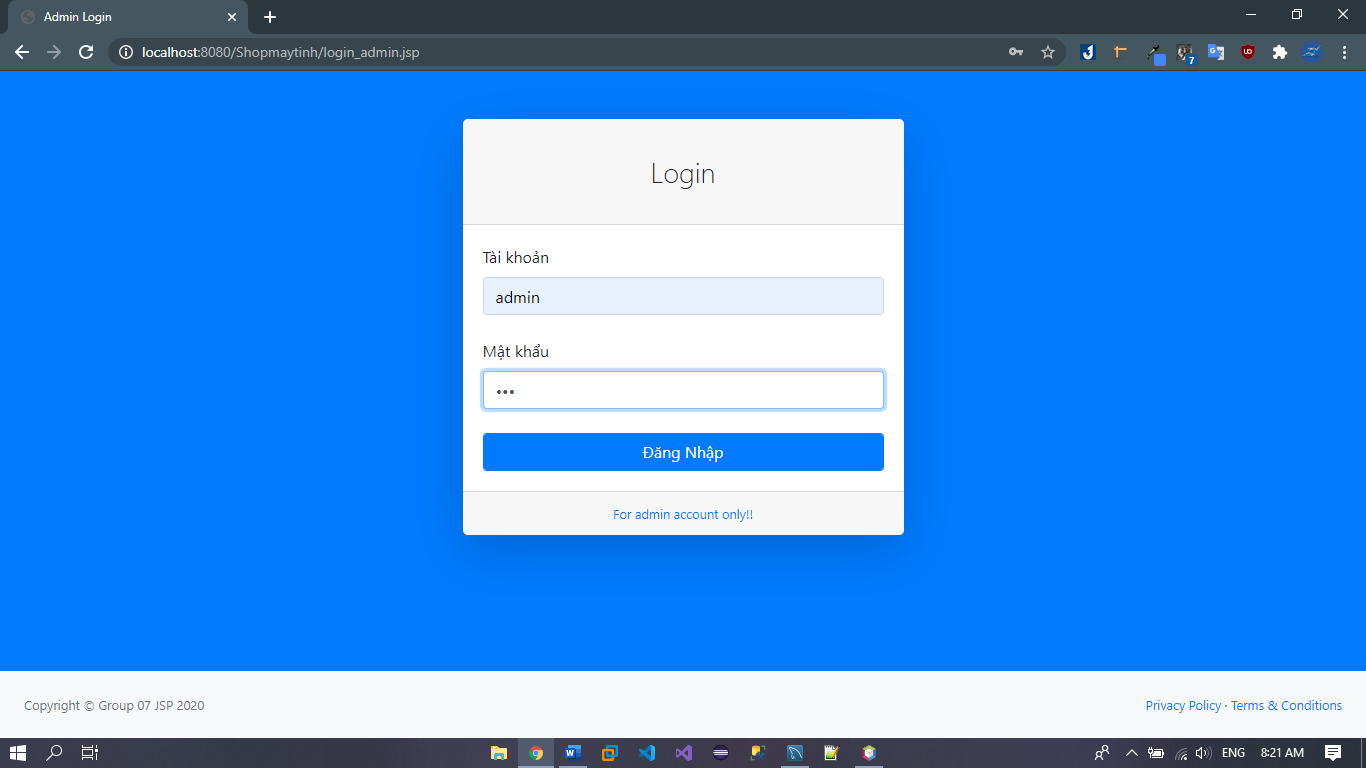 Admin Login
localhost:8080/Shopmaytinh/login_admin.jsp
7
Login
Tài khoản
admin
Mật khẩu
•••
Đăng Nhập
For admin account only!!
Copyright © Group 07 JSP 2020
Privacy Policy · Terms & Conditions
ENG
8:21 AM